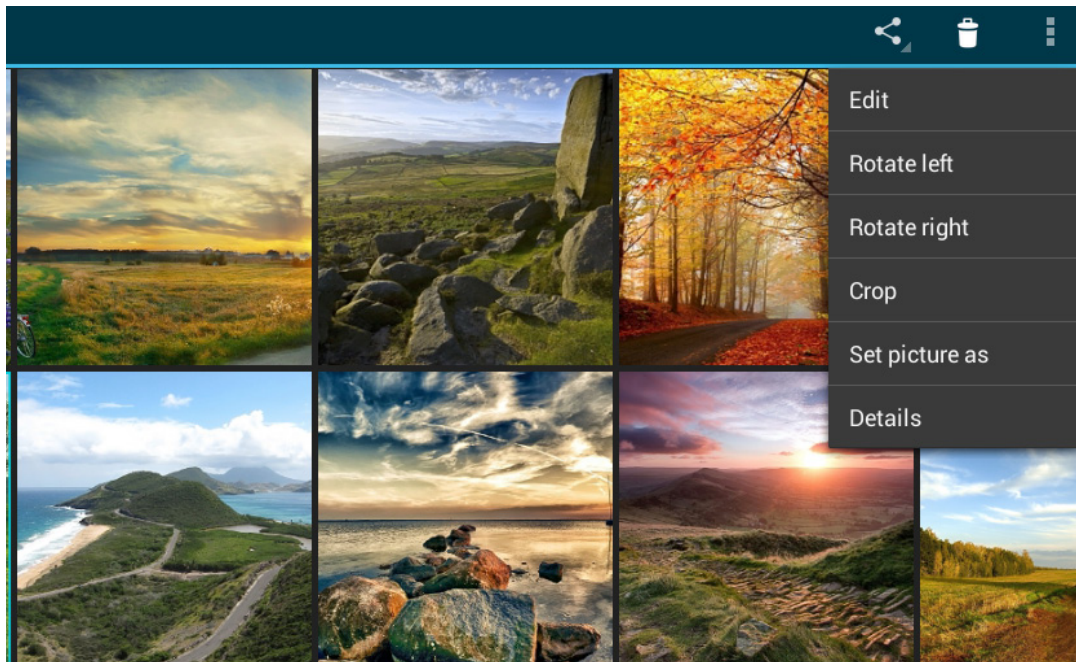 Edit
Rotate left
Rotate right
Crop
Set picture as
Details